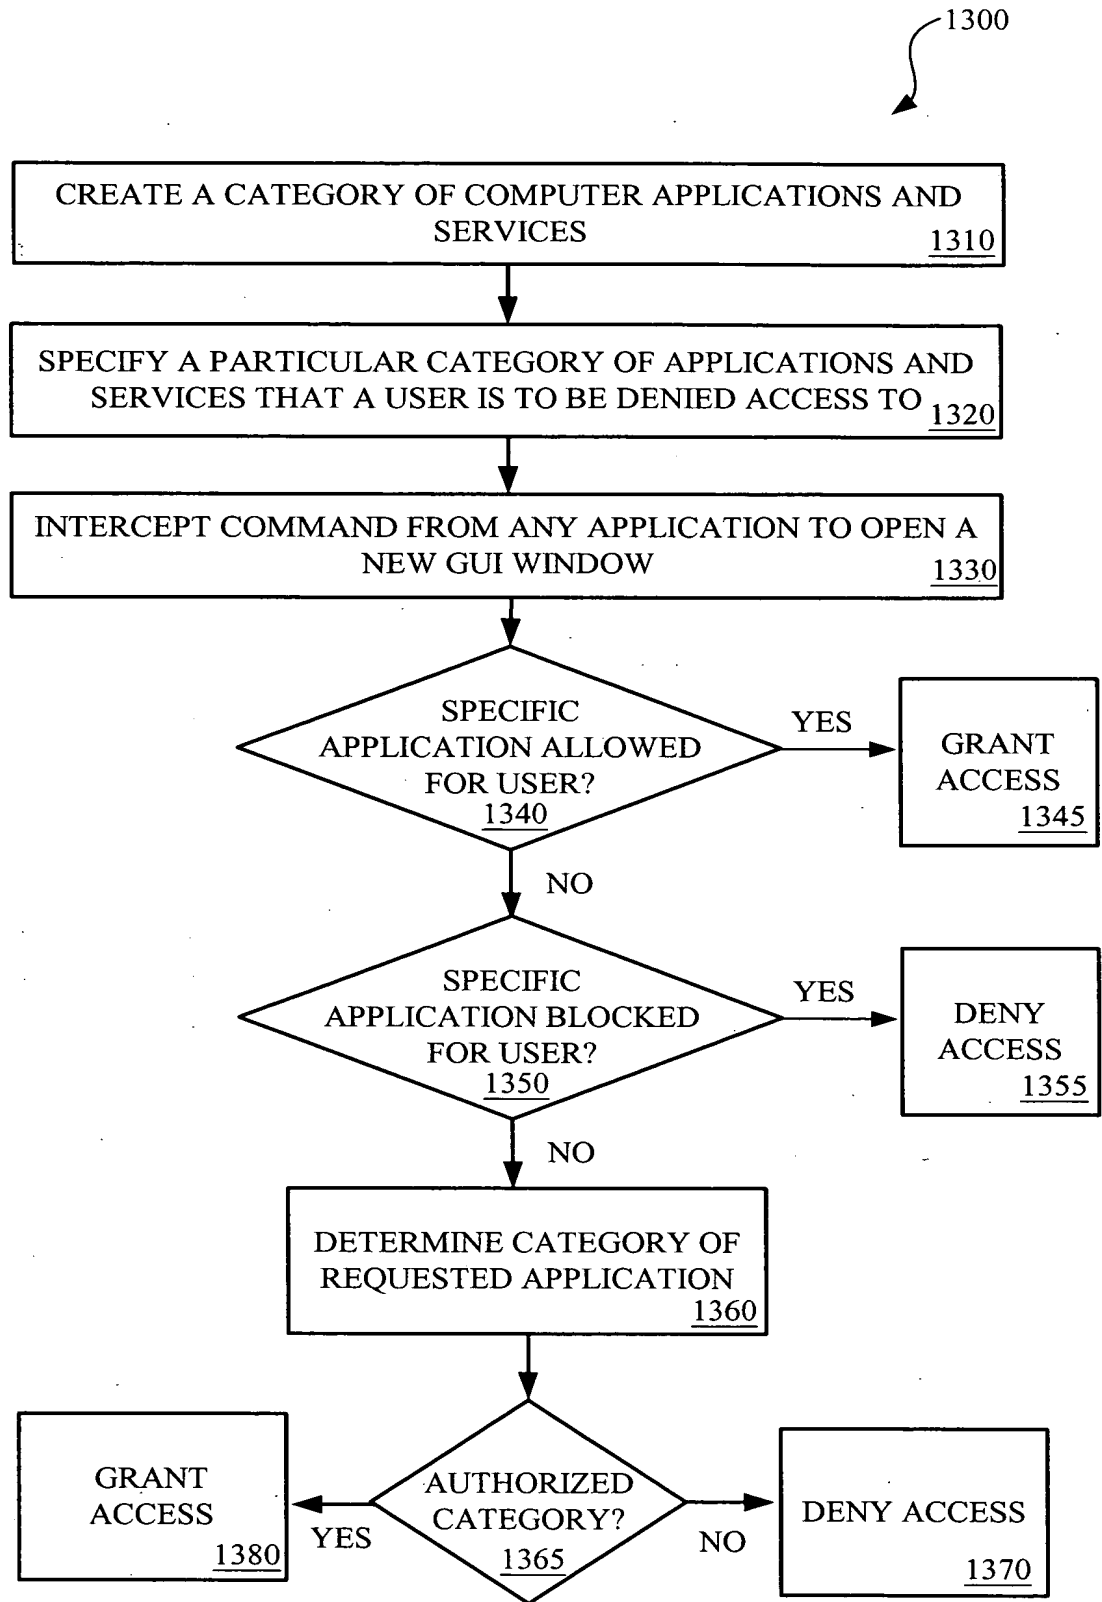 1300
CREATE A CATEGORY OF COMPUTER APPLICATIONS AND
SERVICES
1310
SPECIFY A PARTICULAR CATEGORY OF APPLICATIONS AND
SERVICES THAT A USER IS TO BE DENIED ACCESS TO
1320
INTERCEPT COMMAND FROM ANY APPLICATION TO OPEN A
NEW GUI WINDOW
1330
SPECIFIC
APPLICATION ALLOWED
FOR USER?
1340
YES
GRANT
ACCESS
1345
NO
SPECIFIC
APPLICATION BLOCKED
FOR USER?
1350
YES
DENY
ACCESS
1355
NO
DETERMINE CATEGORY OF
REQUESTED APPLICATION
1360
AUTHORIZED
CATEGORY?
1365
YES
GRANT
ACCESS
1380
NO
DENY ACCESS
1370